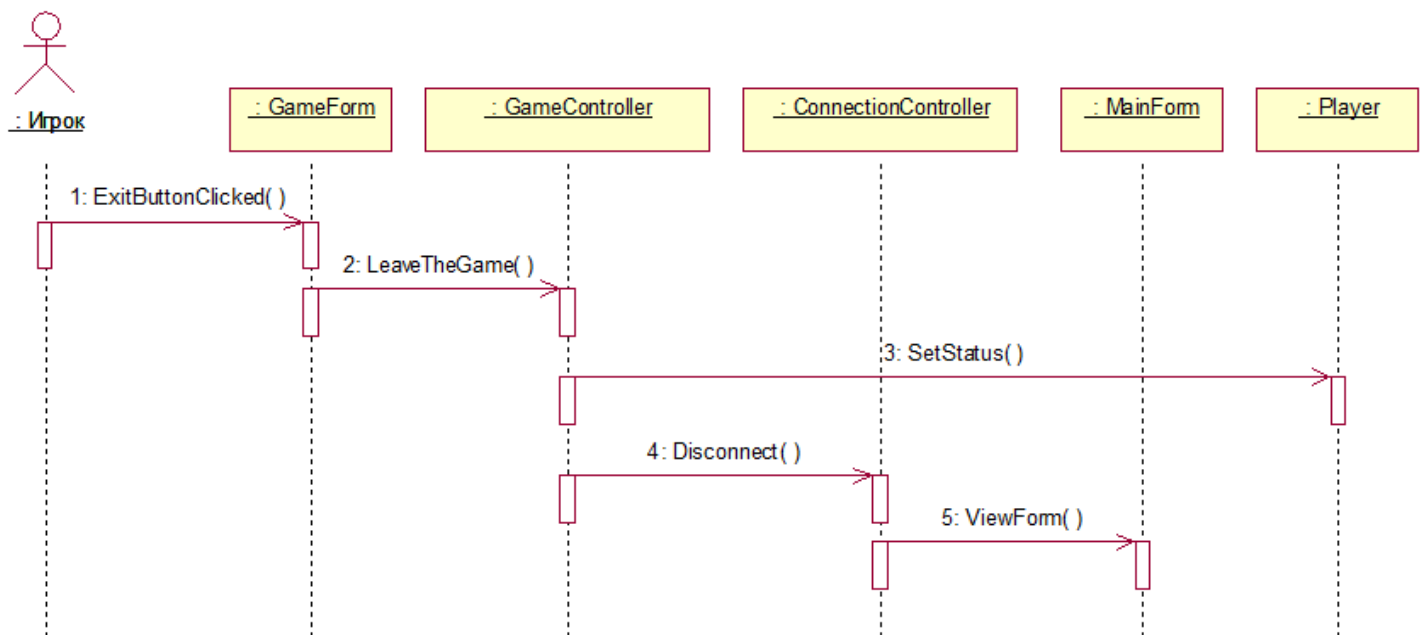 : Игрок
: GameForm
: GameController
: ConnectionController
: MainForm
: Player
1: ExitButtonClicked( )
2: LeaveTheGame( )
3: SetStatus( )
4: Disconnect( )
5: ViewForm( )